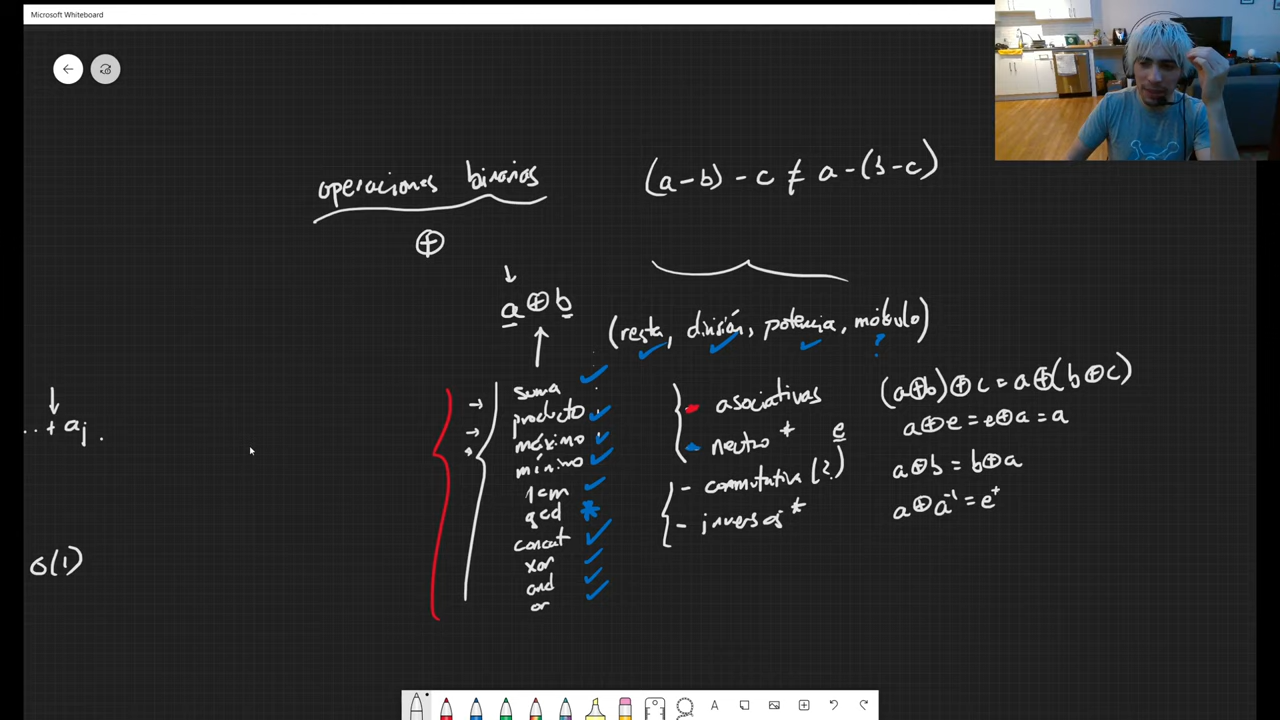 Microsoft Whiteboard
operaciones binarias
(a-b) - c ≠ a-(b-c)
⊕
↓
a⊕b
↑
(resta, división, potencia, módulo)
?
suma
producto
máximo
mínimo
lcm
gcd *
concat
xor
and
or
- asociativas
- neutro * e
- conmutativa (?)
- inversos *
(a⊕b)⊕c = a⊕(b⊕c)
a⊕e = e⊕a = a
a⊕b = b⊕a
a⊕a⁻¹ = e⁺
↓
..+ aⱼ.
O(1)
A